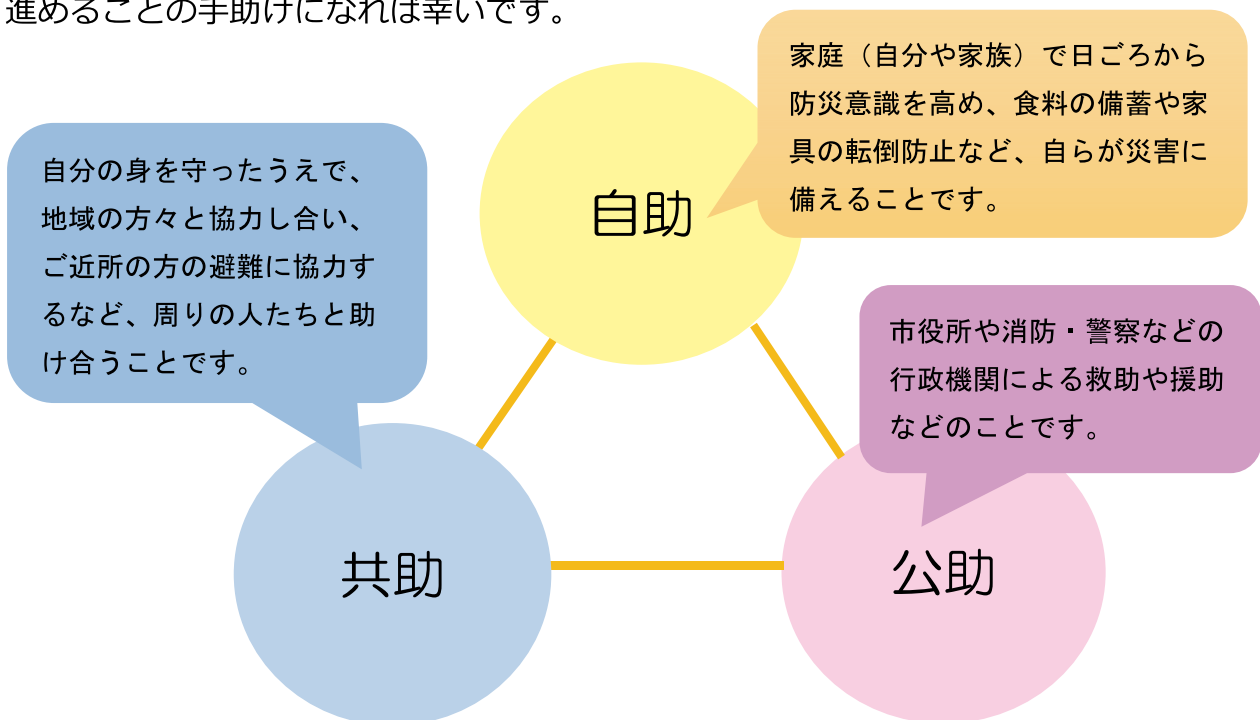 進めることの手助けになれば幸いです。
家庭（自分や家族）で日ごろから
防災意識を高め、食料の備蓄や家
具の転倒防止など、自らが災害に
備えることです。
自分の身を守ったうえで、
地域の方々と協力し合い、
ご近所の方の避難に協力す
るなど、周りの人たちと助
け合うことです。
自助
市役所や消防・警察などの
行政機関による救助や援助
などのことです。
共助
公助